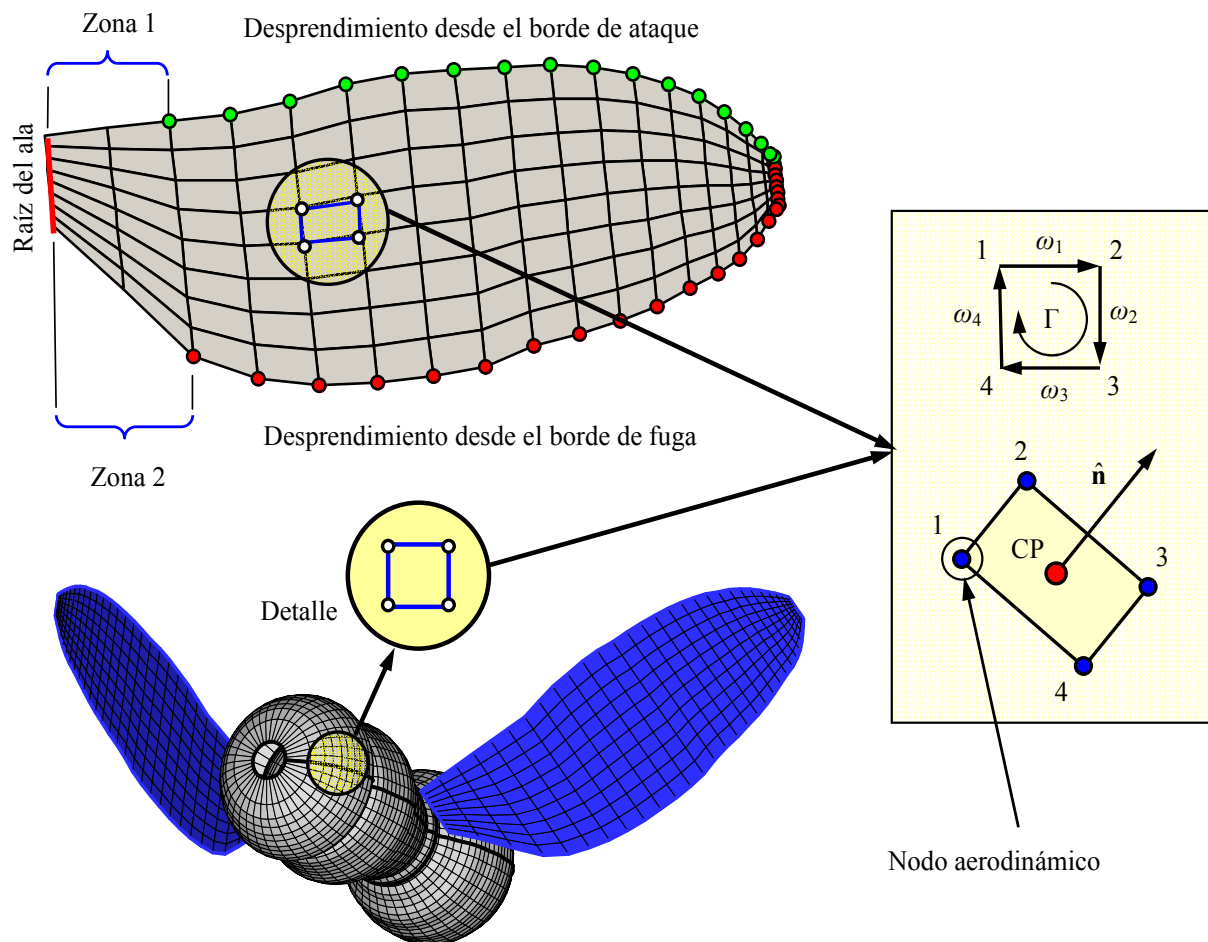 Zona 1
Desprendimiento desde el borde de ataque
Raíz del ala
Zona 2
Desprendimiento desde el borde de fuga
Detalle
1
ω1
2
ω4
Γ
ω2
4
ω3
3
2
n̂
1
CP
3
4
Nodo aerodinámico